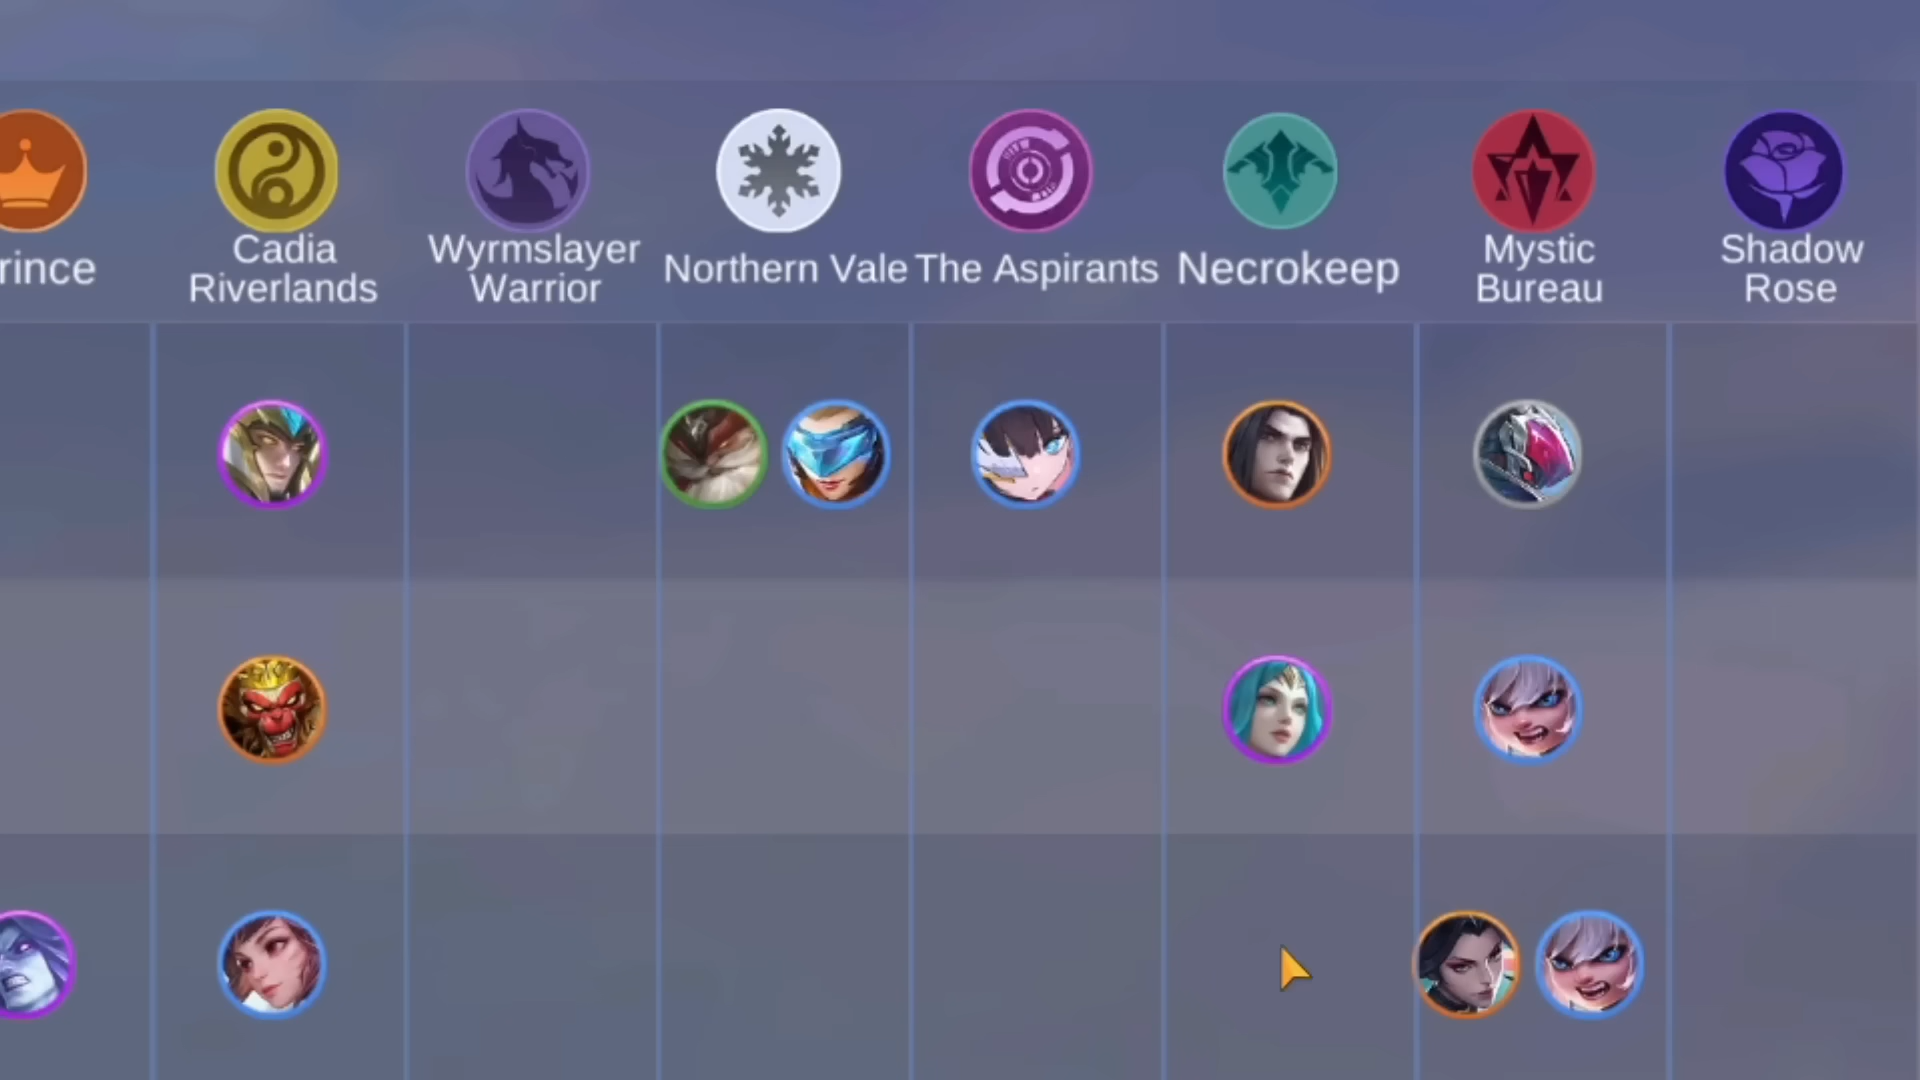 rince
Cadia
Riverlands
Wyrmslayer
Warrior
Northern Vale
The Aspirants
Necrokeep
Mystic
Bureau
Shadow
Rose